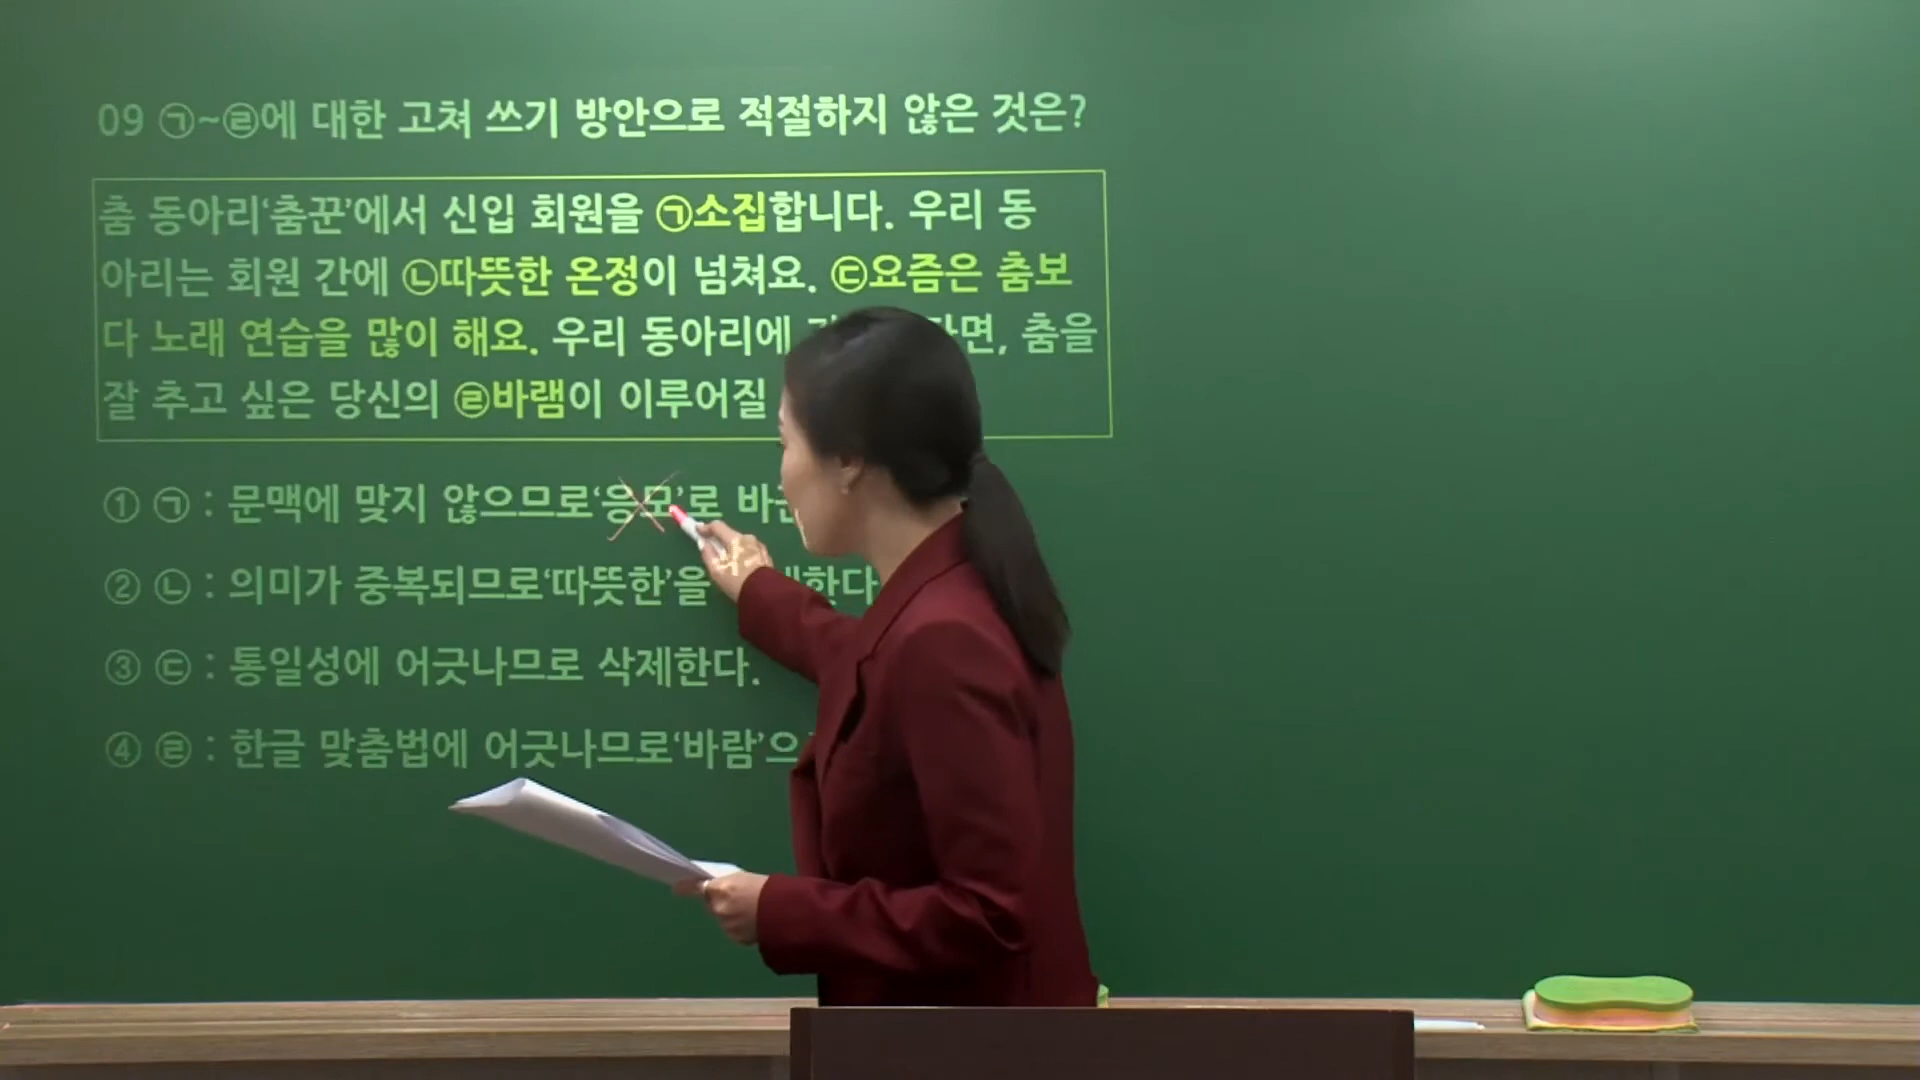 09 ㉠~㉣에 대한 고쳐 쓰기 방안으로 적절하지 않은 것은?
춤 동아리‘춤꾼’에서 신입 회원을 ㉠소집합니다. 우리 동
아리는 회원 간에 ㉡따뜻한 온정이 넘쳐요. ㉢요즘은 춤보
다 노래 연습을 많이 해요. 우리 동아리에 춤을
잘 추고 싶은 당신의 ㉣바램이 이루어질
① ㉠ : 문맥에 맞지 않으므로‘응모’로
② ㉡ : 의미가 중복되므로‘따뜻한’을
③ ㉢ : 통일성에 어긋나므로 삭제한다.
④ ㉣ : 한글 맞춤법에 어긋나므로‘바람’으